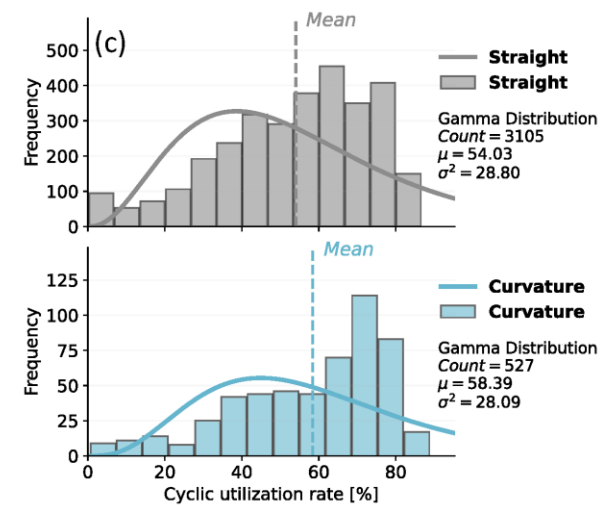 (c)
Mean
500
400
300
200
100
0
Frequency
Straight
Straight
Gamma Distribution
Count = 3105
μ = 54.03
σ² = 28.80
Mean
125
100
75
50
25
0
Frequency
Curvature
Curvature
Gamma Distribution
Count = 527
μ = 58.39
σ² = 28.09
0 20 40 60 80
Cyclic utilization rate [%]